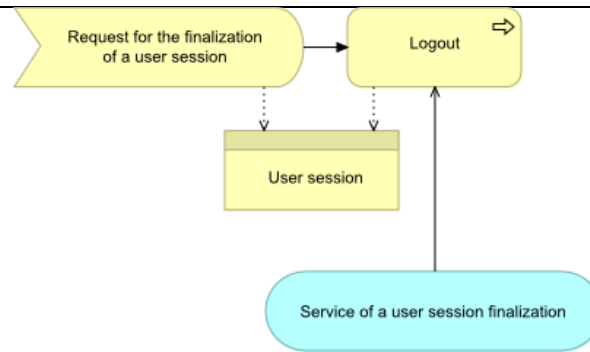 Request for the finalization
of a user session
Logout
User session
Service of a user session finalization